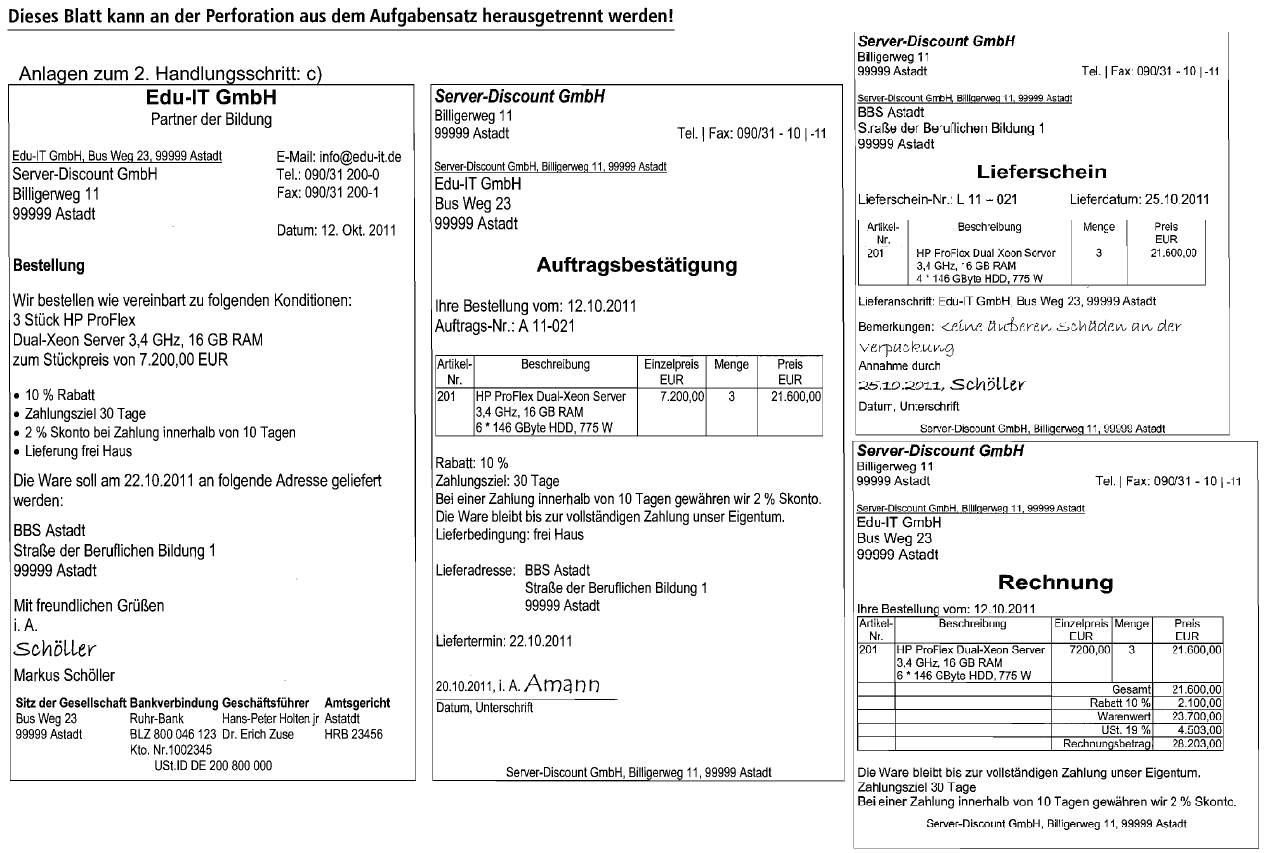 Dieses Blatt kann an der Perforation aus dem Aufgabensatz herausgetrennt werden!
Anlagen zum 2. Handlungsschritt: c)
Edu-IT GmbH
Partner der Bildung
Edu-IT GmbH, Bus Weg 23, 99999 Astadt
E-Mail: info@edu-it.de
Server-Discount GmbH
Tel.: 090/31 200-0
Billigerweg 11
Fax: 090/31 200-1
99999 Astadt
Datum: 12. Okt. 2011
Bestellung
Wir bestellen wie vereinbart zu folgenden Konditionen:
3 Stück HP ProFlex
Dual-Xeon Server 3,4 GHz, 16 GB RAM
zum Stückpreis von 7.200,00 EUR
• 10 % Rabatt
• Zahlungsziel 30 Tage
• 2 % Skonto bei Zahlung innerhalb von 10 Tagen
• Lieferung frei Haus
Die Ware soll am 22.10.2011 an folgende Adresse geliefert
werden:
BBS Astadt
Straße der Beruflichen Bildung 1
99999 Astadt
Mit freundlichen Grüßen
i. A.
Schöller
Markus Schöller
Sitz der Gesellschaft Bankverbindung Geschäftsführer Amtsgericht
Bus Weg 23 Ruhr-Bank Hans-Peter Holten jr Astatdt
99999 Astadt BLZ 800 046 123 Dr. Erich Zuse HRB 23456
Kto. Nr.1002345
USt.ID DE 200 800 000
Server-Discount GmbH
Billigerweg 11
99999 Astadt Tel. | Fax: 090/31 - 10 | -11
Server-Discount GmbH, Billigerweg 11, 99999 Astadt
Edu-IT GmbH
Bus Weg 23
99999 Astadt
Auftragsbestätigung
Ihre Bestellung vom: 12.10.2011
Auftrags-Nr.: A 11-021
Artikel-Nr. Beschreibung Einzelpreis EUR Menge Preis EUR
201 HP ProFlex Dual-Xeon Server 7.200,00 3 21.600,00
3,4 GHz, 16 GB RAM
6 * 146 GByte HDD, 775 W
Rabatt: 10 %
Zahlungsziel: 30 Tage
Bei einer Zahlung innerhalb von 10 Tagen gewähren wir 2 % Skonto.
Die Ware bleibt bis zur vollständigen Zahlung unser Eigentum.
Lieferbedingung: frei Haus
Lieferadresse: BBS Astadt
Straße der Beruflichen Bildung 1
99999 Astadt
Liefertermin: 22.10.2011
20.10.2011, i. A. Amann
Datum, Unterschrift
Server-Discount GmbH, Billigerweg 11, 99999 Astadt
Server-Discount GmbH
Billigerweg 11
99999 Astadt Tel. | Fax: 090/31 - 10 | -11
Server-Discount GmbH, Billigerweg 11, 99999 Astadt
BBS Astadt
Straße der Beruflichen Bildung 1
99999 Astadt
Lieferschein
Lieferschein-Nr.: L 11 – 021 Lieferdatum: 25.10.2011
Artikel-Nr. Beschreibung Menge Preis EUR
201 HP ProFlex Dual-Xeon Server 3 21.600,00
3,4 GHz, 16 GB RAM
4 * 146 GByte HDD, 775 W
Lieferanschrift: Edu-IT GmbH, Bus Weg 23, 99999 Astadt
Bemerkungen: Keine äußeren Schäden an der
Verpackung
Annahme durch
25.10.2011, Schöller
Datum, Unterschrift
Server-Discount GmbH, Billigerweg 11, 99999 Astadt
Server-Discount GmbH
Billigerweg 11
99999 Astadt Tel. | Fax: 090/31 - 10 | -11
Server-Discount GmbH, Billigerweg 11, 99999 Astadt
Edu-IT GmbH
Bus Weg 23
99999 Astadt
Rechnung
Ihre Bestellung vom: 12.10.2011
Artikel-Nr. Beschreibung Einzelpreis EUR Menge Preis EUR
201 HP ProFlex Dual-Xeon Server 7200,00 3 21.600,00
3,4 GHz, 16 GB RAM
6 * 146 GByte HDD, 775 W
Gesamt 21.600,00
Rabatt 10 % 2.100,00
Warenwert 23.700,00
USt. 19 % 4.503,00
Rechnungsbetrag 28.203,00
Die Ware bleibt bis zur vollständigen Zahlung unser Eigentum.
Zahlungsziel 30 Tage
Bei einer Zahlung innerhalb von 10 Tagen gewähren wir 2 % Skonto.
Server-Discount GmbH, Billigerweg 11, 99999 Astadt